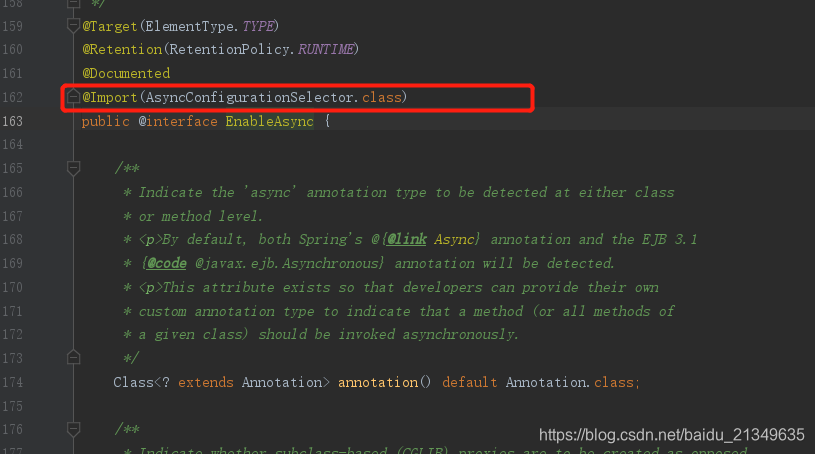 158 */
159 @Target(ElementType.TYPE)
160 @Retention(RetentionPolicy.RUNTIME)
161 @Documented
162 @Import(AsyncConfigurationSelector.class)
163 public @interface EnableAsync {
164
165 /**
166 * Indicate the 'async' annotation type to be detected at either class
167 * or method level.
168 * <p>By default, both Spring's @{@link Async} annotation and the EJB 3.1
169 * {@code @javax.ejb.Asynchronous} annotation will be detected.
170 * <p>This attribute exists so that developers can provide their own
171 * custom annotation type to indicate that a method (or all methods of
172 * a given class) should be invoked asynchronously.
173 */
174 Class<? extends Annotation> annotation() default Annotation.class;
175
176 /**
177 * Indicate whether subclass-based (CGLIB) proxies are to be created as opposed
https://blog.csdn.net/baidu_21349635